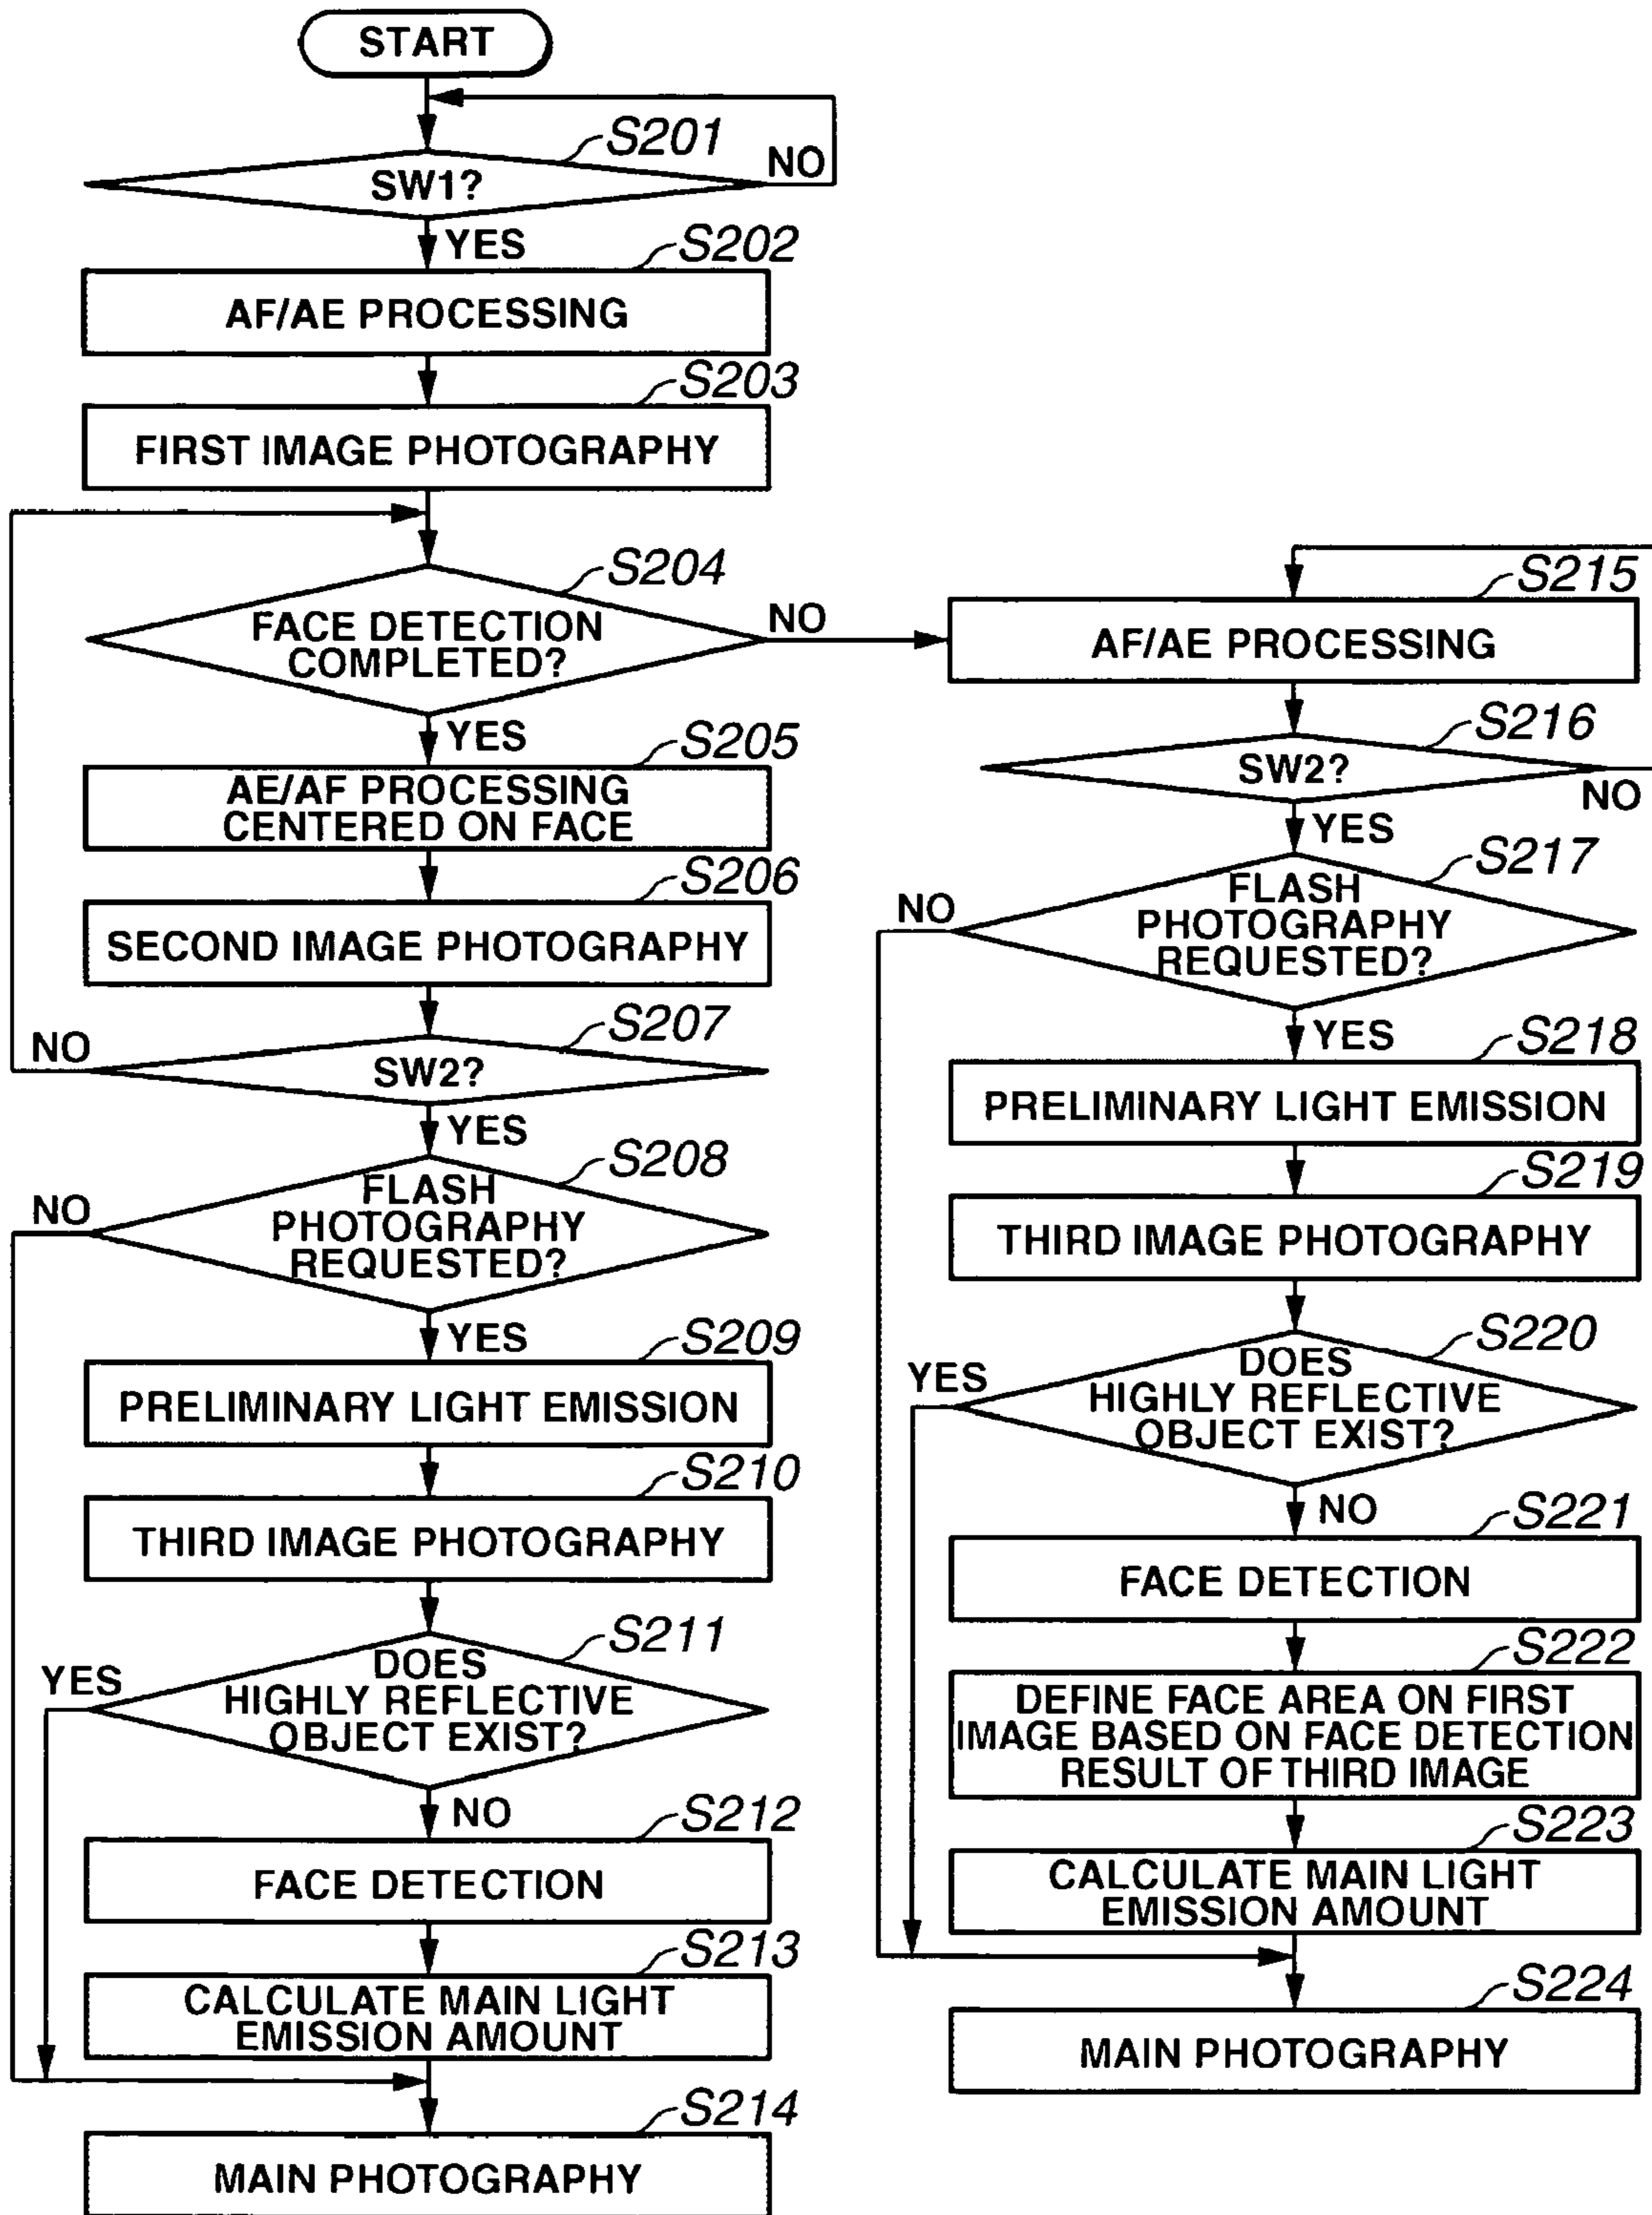 START
S201
SW1?
NO
YES
S202
AF/AE PROCESSING
S203
FIRST IMAGE PHOTOGRAPHY
S204
FACE DETECTION
COMPLETED?
NO
YES
S205
AE/AF PROCESSING
CENTERED ON FACE
S206
SECOND IMAGE PHOTOGRAPHY
S207
NO
SW2?
YES
S208
NO
FLASH
PHOTOGRAPHY
REQUESTED?
YES
S209
PRELIMINARY LIGHT EMISSION
S210
THIRD IMAGE PHOTOGRAPHY
S211
YES
DOES
HIGHLY REFLECTIVE
OBJECT EXIST?
NO
S212
FACE DETECTION
S213
CALCULATE MAIN LIGHT
EMISSION AMOUNT
S214
MAIN PHOTOGRAPHY
S215
AF/AE PROCESSING
S216
SW2?
NO
YES
S217
NO
FLASH
PHOTOGRAPHY
REQUESTED?
YES
S218
PRELIMINARY LIGHT EMISSION
S219
THIRD IMAGE PHOTOGRAPHY
S220
YES
DOES
HIGHLY REFLECTIVE
OBJECT EXIST?
NO
S221
FACE DETECTION
S222
DEFINE FACE AREA ON FIRST
IMAGE BASED ON FACE DETECTION
RESULT OF THIRD IMAGE
S223
CALCULATE MAIN LIGHT
EMISSION AMOUNT
S224
MAIN PHOTOGRAPHY